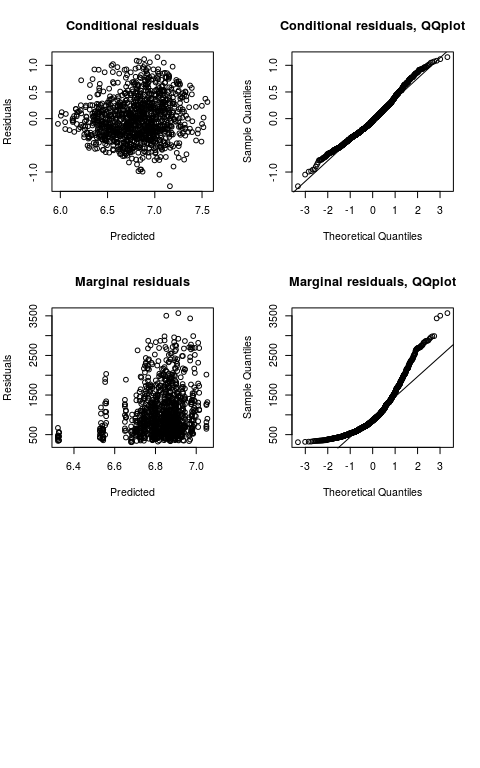 Conditional residuals
Residuals
-1.0 0.0 0.5 1.0
6.0 6.5 7.0 7.5
Predicted
Conditional residuals, QQplot
Sample Quantiles
-1.0 0.0 0.5 1.0
-3 -2 -1 0 1 2 3
Theoretical Quantiles
Marginal residuals
Residuals
500 1500 2500 3500
6.4 6.6 6.8 7.0
Predicted
Marginal residuals, QQplot
Sample Quantiles
500 1500 2500 3500
-3 -2 -1 0 1 2 3
Theoretical Quantiles